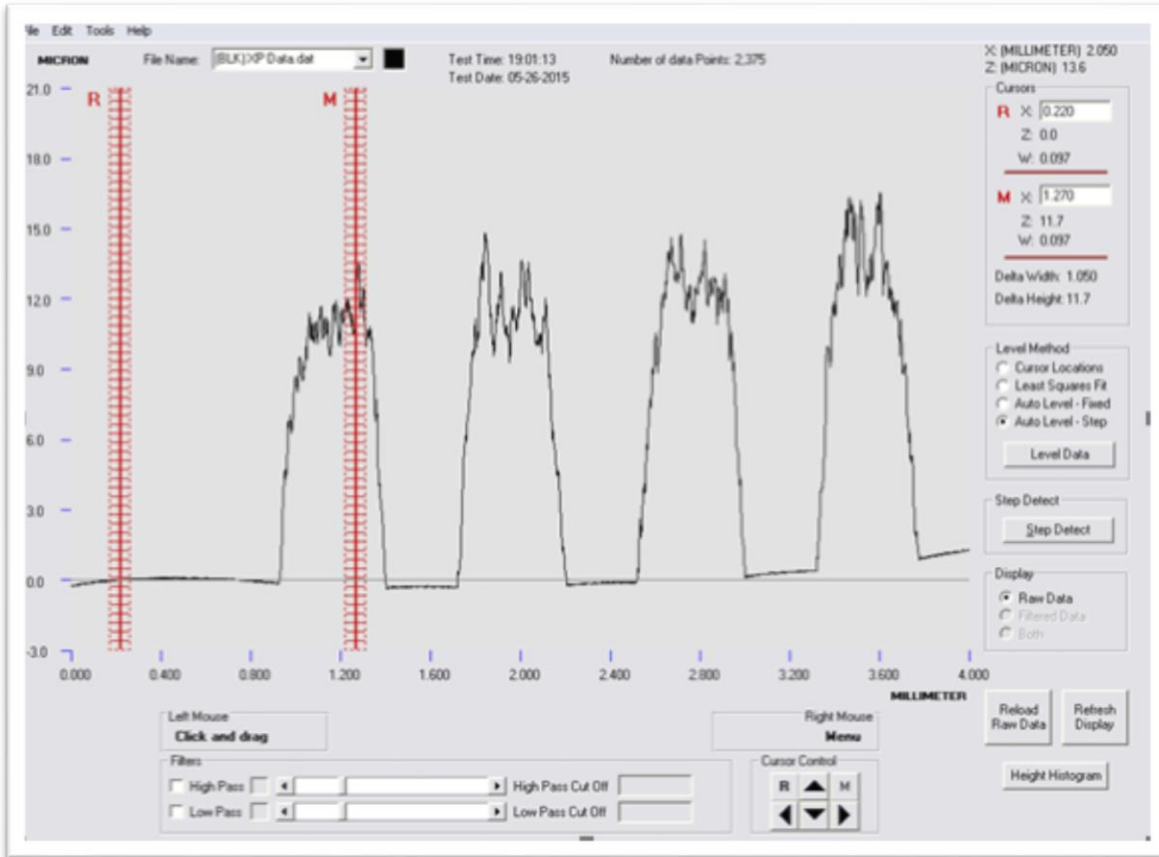 ile Edit Tools Help
MICRON File Name: (BLK)XP Data.dat Test Time: 19:01:13 Number of data Points: 2,375
Test Date: 05-26-2015
X: (MILLIMETER) 2.050
Z: (MICRON) 13.6
21.0
18.0
15.0
12.0
9.0
6.0
3.0
0.0
-3.0
R M
0.000 0.400 0.800 1.200 1.600 2.000 2.400 2.800 3.200 3.600 4.000
MILLIMETER
Cursors
R X: 0.220
Z: 0.0
W: 0.097
M X: 1.270
Z: 11.7
W: 0.097
Delta Width: 1.050
Delta Height: 11.7
Level Method
Cursor Locations
Least Squares Fit
Auto Level - Fixed
Auto Level - Step
Level Data
Step Detect
Step Detect
Display
Raw Data
Filtered Data
Both
Reload
Raw Data
Refresh
Display
Height Histogram
Left Mouse
Click and drag
Right Mouse
Menu
Filters
High Pass High Pass Cut Off
Low Pass Low Pass Cut Off
Cursor Control
R M